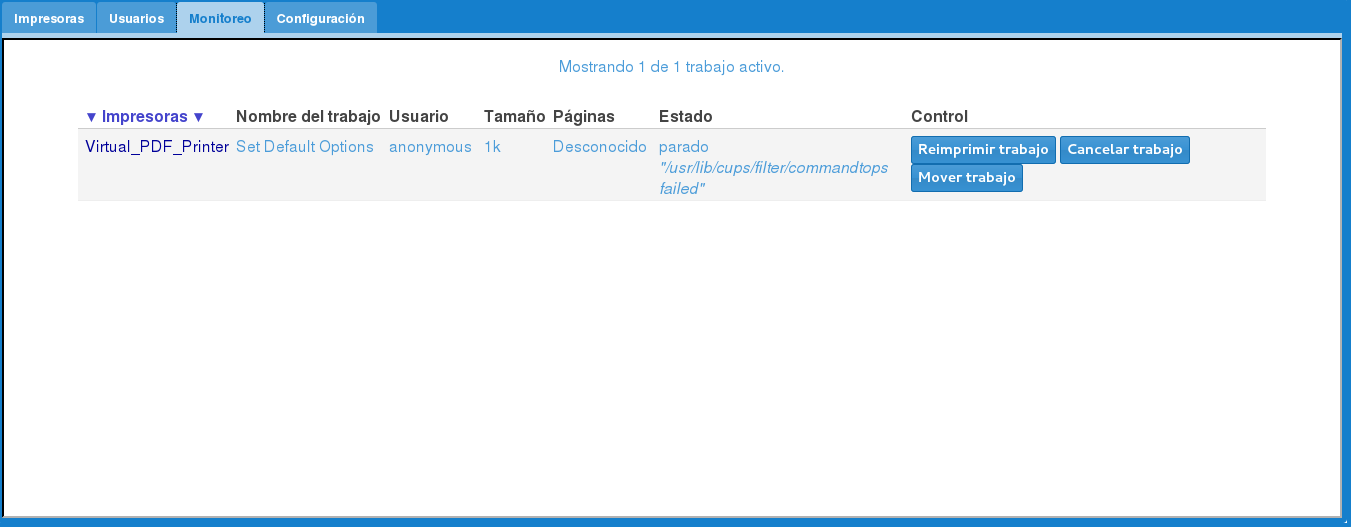 Impresoras Usuarios Monitoreo Configuración
Mostrando 1 de 1 trabajo activo.
▼ Impresoras ▼ Nombre del trabajo Usuario Tamaño Páginas Estado Control
Virtual_PDF_Printer Set Default Options anonymous 1k Desconocido parado Reimprimir trabajo Cancelar trabajo
"/usr/lib/cups/filter/commandtops
failed" Mover trabajo